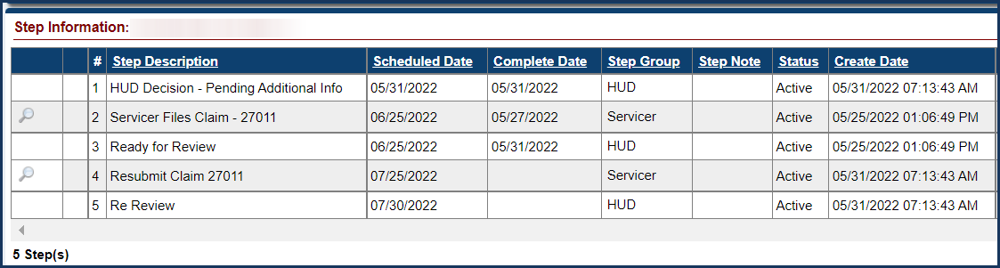 Step Information:
# Step Description Scheduled Date Complete Date Step Group Step Note Status Create Date
1 HUD Decision - Pending Additional Info 05/31/2022 05/31/2022 HUD Active 05/31/2022 07:13:43 AM
2 Servicer Files Claim - 27011 06/25/2022 05/27/2022 Servicer Active 05/25/2022 01:06:49 PM
3 Ready for Review 06/25/2022 05/31/2022 HUD Active 05/25/2022 01:06:49 PM
4 Resubmit Claim 27011 07/25/2022 Servicer Active 05/31/2022 07:13:43 AM
5 Re Review 07/30/2022 HUD Active 05/31/2022 07:13:43 AM
5 Step(s)